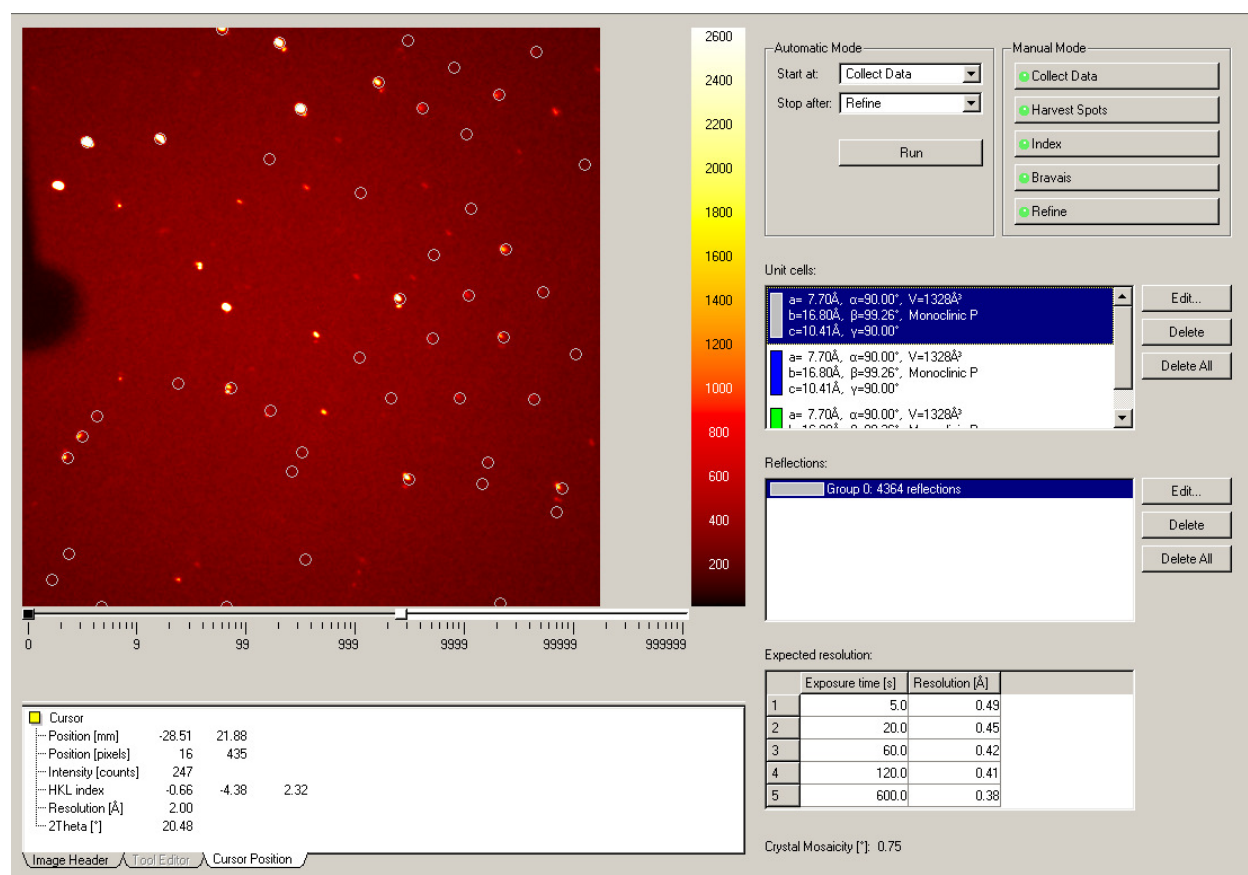 2600
2400
2200
2000
1800
1600
1400
1200
1000
800
600
400
200
0 9 99 999 9999 99999 999999
Cursor
Position [mm] -28.51 21.88
Position [pixels] 16 435
Intensity [counts] 247
HKL index -0.66 -4.38 2.32
Resolution [Å] 2.00
2Theta [°] 20.48
Image Header Tool Editor Cursor Position
Automatic Mode
Start at: Collect Data
Stop after: Refine
Run
Manual Mode
Collect Data
Harvest Spots
Index
Bravais
Refine
Unit cells:
a= 7.70Å, α=90.00°, V=1328Å³
b=16.80Å, β=99.26°, Monoclinic P
c=10.41Å, γ=90.00°
a= 7.70Å, α=90.00°, V=1328Å³
b=16.80Å, β=99.26°, Monoclinic P
c=10.41Å, γ=90.00°
a= 7.70Å, α=90.00°, V=1328Å³
Edit...
Delete
Delete All
Reflections:
Group 0: 4364 reflections
Edit...
Delete
Delete All
Expected resolution:
Exposure time [s] Resolution [Å]
1 5.0 0.49
2 20.0 0.45
3 60.0 0.42
4 120.0 0.41
5 600.0 0.38
Crystal Mosaicity [°]: 0.75